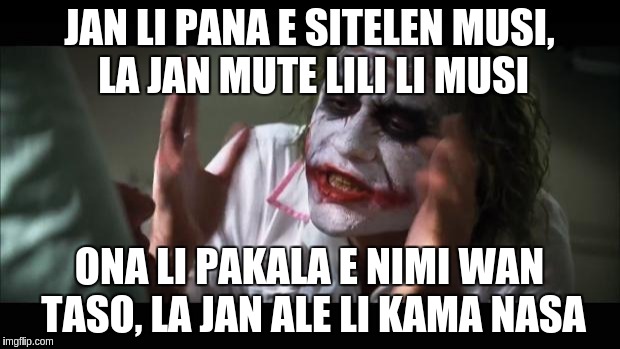 JAN LI PANA E SITELEN MUSI,
LA JAN MUTE LILI LI MUSI
ONA LI PAKALA E NIMI WAN
TASO, LA JAN ALE LI KAMA NASA
imgflip.com